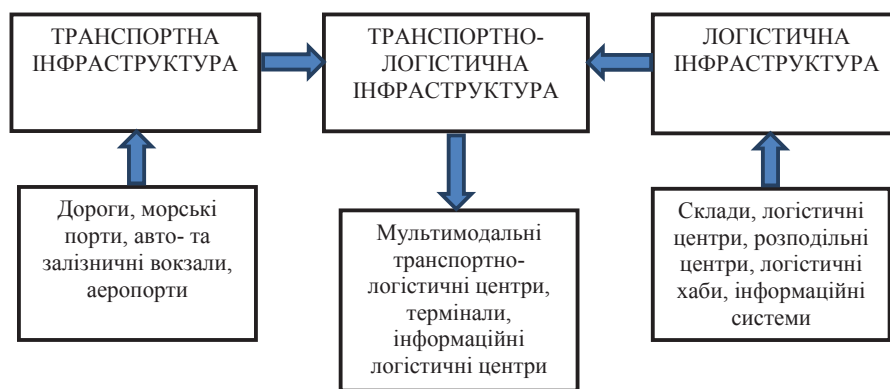 ТРАНСПОРТНА
ІНФРАСТРУКТУРА
ТРАНСПОРТНО-
ЛОГІСТИЧНА
ІНФРАСТРУКТУРА
ЛОГІСТИЧНА
ІНФРАСТРУКТУРА
Дороги, морські
порти, авто- та
залізничні вокзали,
аеропорти
Мультимодальні
транспортно-
логістичні центри,
термінали,
інформаційні
логістичні центри
Склади, логістичні
центри, розподільні
центри, логістичні
хаби, інформаційні
системи